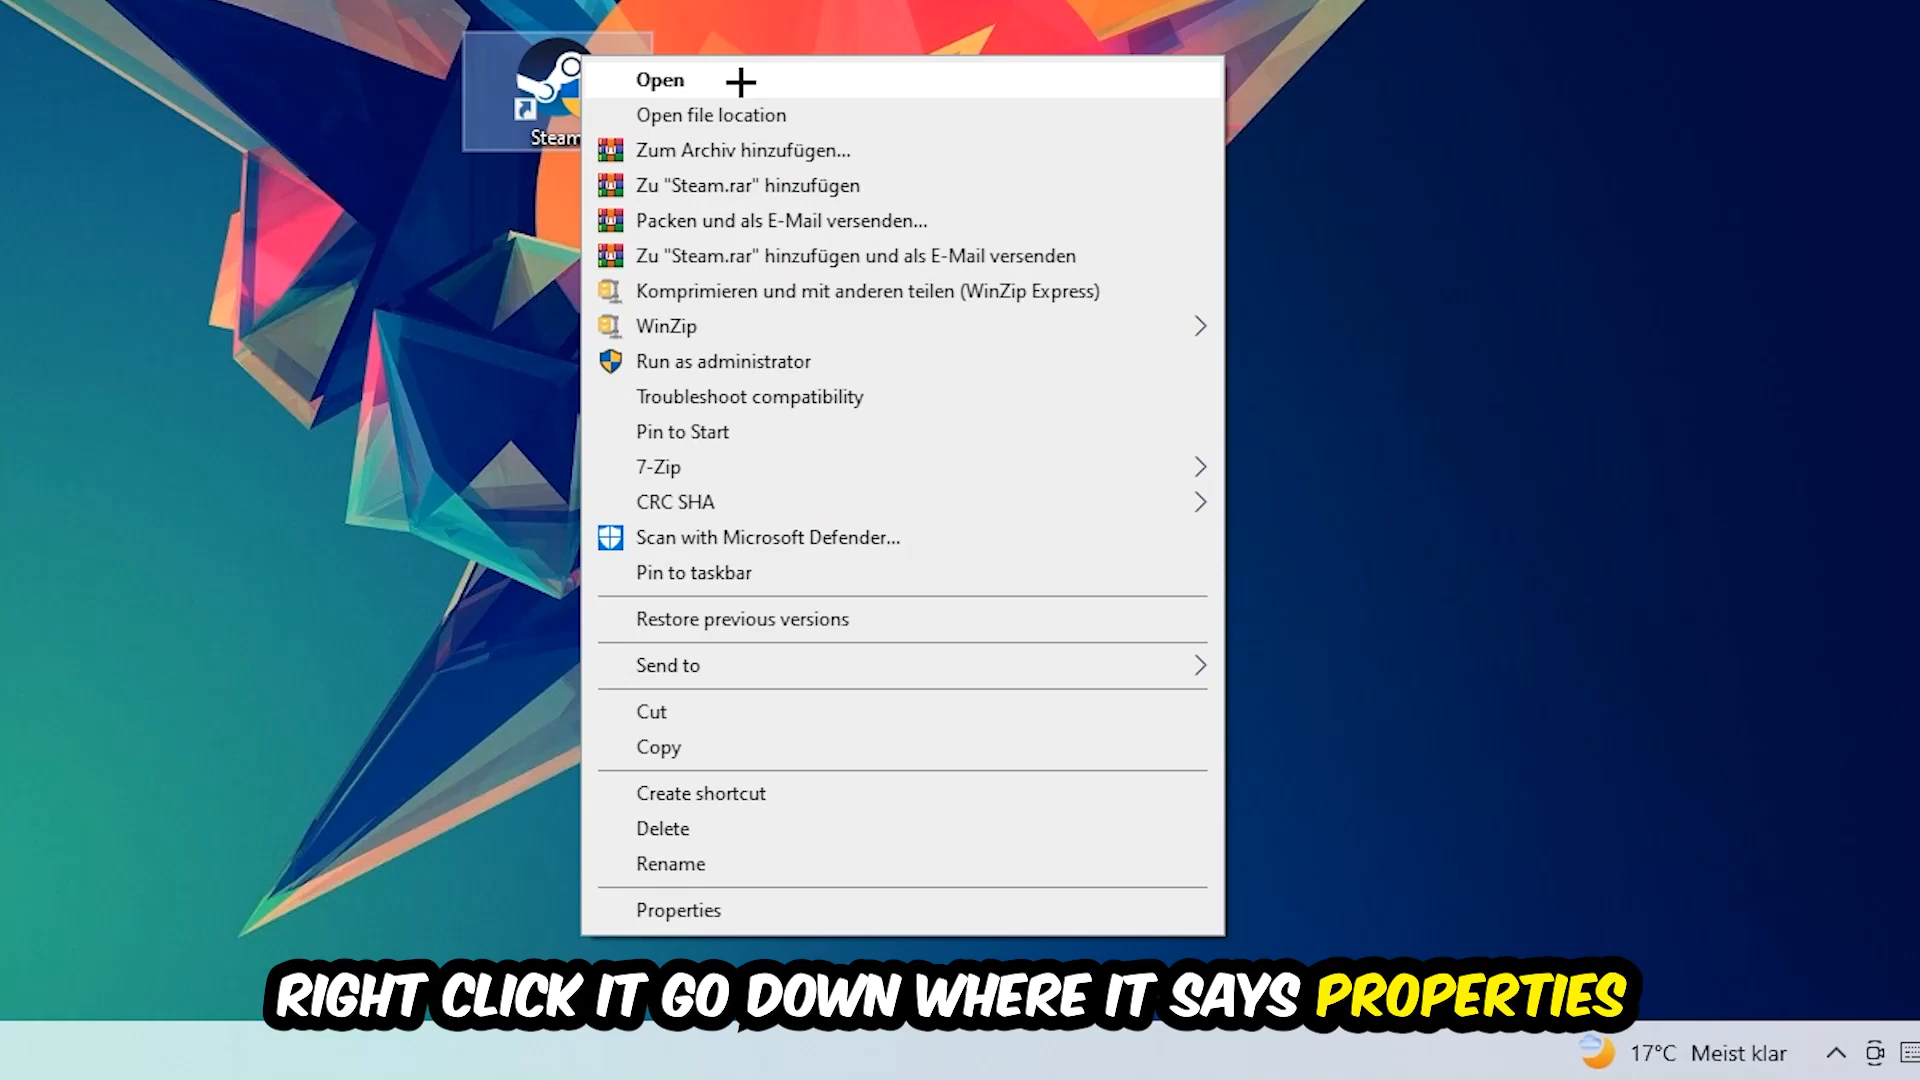 Steam
Open
Open file location
Zum Archiv hinzufügen...
Zu "Steam.rar" hinzufügen
Packen und als E-Mail versenden...
Zu "Steam.rar" hinzufügen und als E-Mail versenden
Komprimieren und mit anderen teilen (WinZip Express)
WinZip
Run as administrator
Troubleshoot compatibility
Pin to Start
7-Zip
CRC SHA
Scan with Microsoft Defender...
Pin to taskbar
Restore previous versions
Send to
Cut
Copy
Create shortcut
Delete
Rename
Properties
RIGHT CLICK IT GO DOWN WHERE IT SAYS PROPERTIES
17°C Meist klar